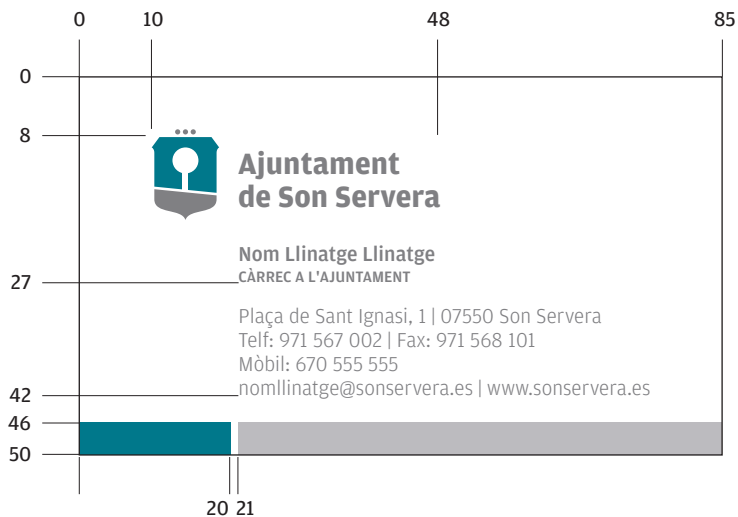 0 10 48 85
0
8
Ajuntament
de Son Servera
Nom Llinatge Llinatge
CÀRREC A L'AJUNTAMENT
27
Plaça de Sant Ignasi, 1 | 07550 Son Servera
Telf: 971 567 002 | Fax: 971 568 101
Mòbil: 670 555 555
nomllinatge@sonservera.es | www.sonservera.es
42
46
50
20 21